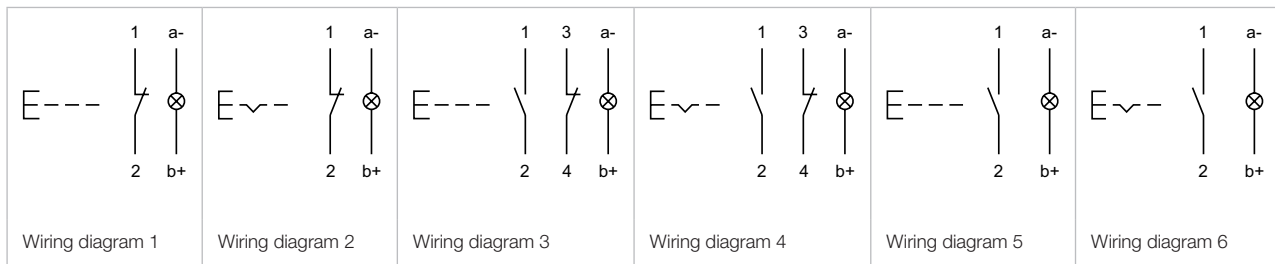 1 a- 1 a- 1 3 a- 1 3 a- 1 a- 1 a-
2 b+ 2 b+ 2 4 b+ 2 4 b+ 2 b+ 2 b+
Wiring diagram 1 Wiring diagram 2 Wiring diagram 3 Wiring diagram 4 Wiring diagram 5 Wiring diagram 6